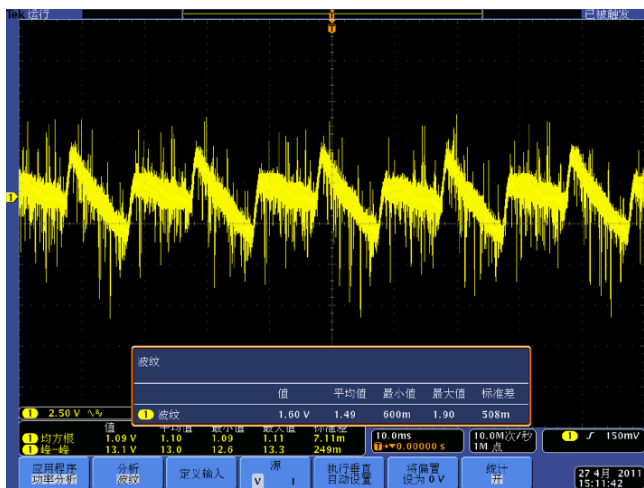 Tek 运行 已被触发
T
1
波纹
值 平均值 最小值 最大值 标准差
1 波纹 1.60 V 1.49 600m 1.90 508m
1 2.50 V
值 平均值 最小值 最大值 标准差
1 均方根 1.09 V 1.10 1.09 1.11 7.11m
1 峰—峰 13.1 V 13.0 12.6 13.3 249m
10.0ms
T→▼0.00000 s
10.0M次/秒
1M 点
1 150mV
应用程序
功率分析
分析
波纹
定义输入
源
V I
执行垂直
自动设置
将偏置
设为 0 V
统计
开
27 4月 2011
15:11:42